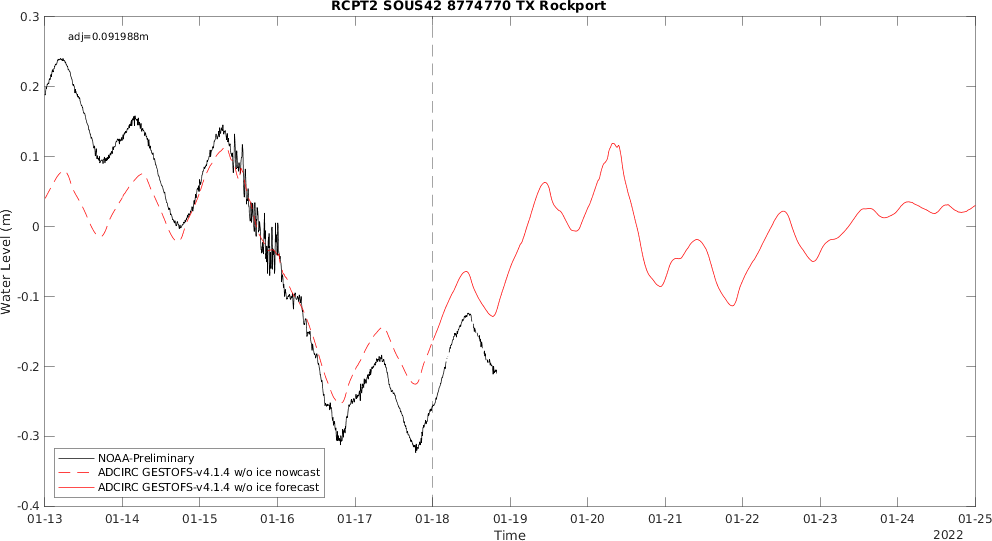 RCPT2 SOUS42 8774770 TX Rockport
adj=0.091988m
0.3
0.2
0.1
0
-0.1
-0.2
-0.3
-0.4
Water Level (m)
NOAA-Preliminary
ADCIRC GESTOFS-v4.1.4 w/o ice nowcast
ADCIRC GESTOFS-v4.1.4 w/o ice forecast
01-13 01-14 01-15 01-16 01-17 01-18 01-19 01-20 01-21 01-22 01-23 01-24 01-25
Time
2022